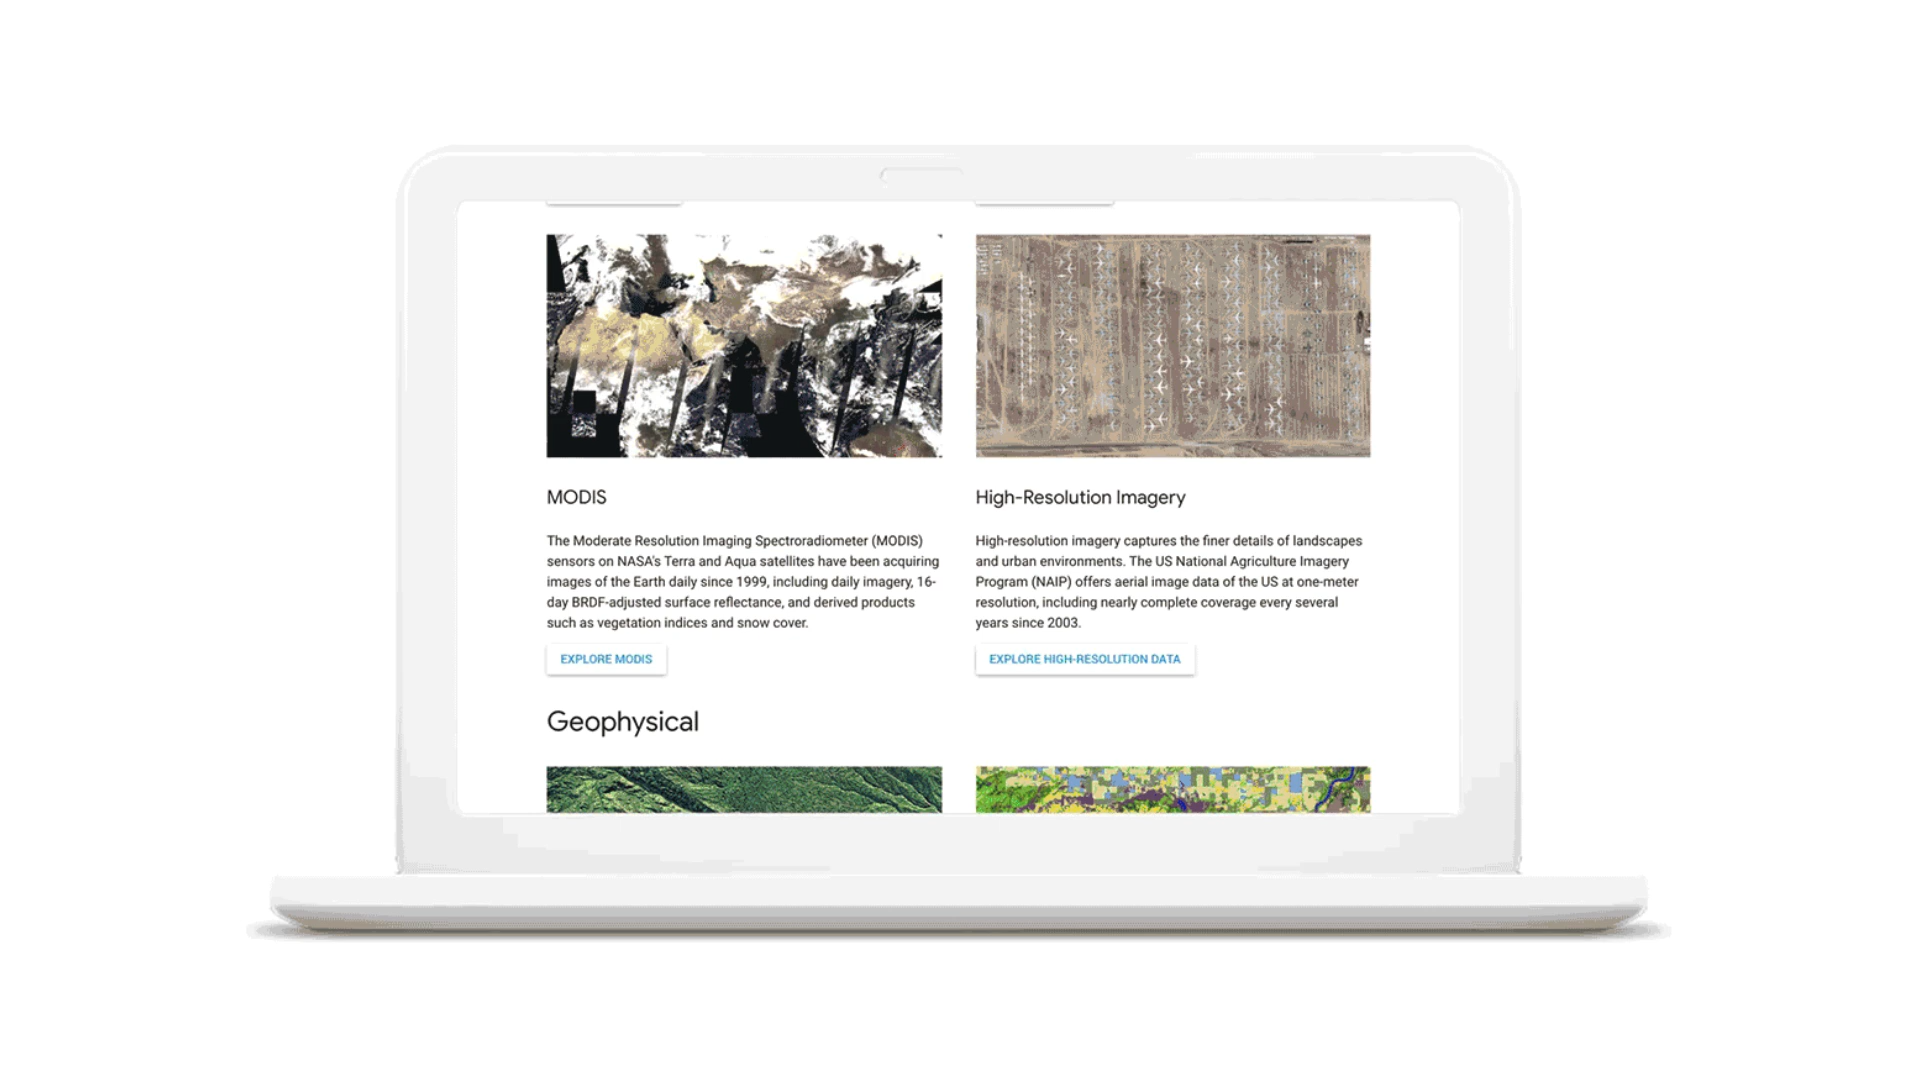 MODIS
The Moderate Resolution Imaging Spectroradiometer (MODIS)
sensors on NASA's Terra and Aqua satellites have been acquiring
images of the Earth daily since 1999, including daily imagery, 16-
day BRDF-adjusted surface reflectance, and derived products
such as vegetation indices and snow cover.
EXPLORE MODIS
High-Resolution Imagery
High-resolution imagery captures the finer details of landscapes
and urban environments. The US National Agriculture Imagery
Program (NAIP) offers aerial image data of the US at one-meter
resolution, including nearly complete coverage every several
years since 2003.
EXPLORE HIGH-RESOLUTION DATA
Geophysical